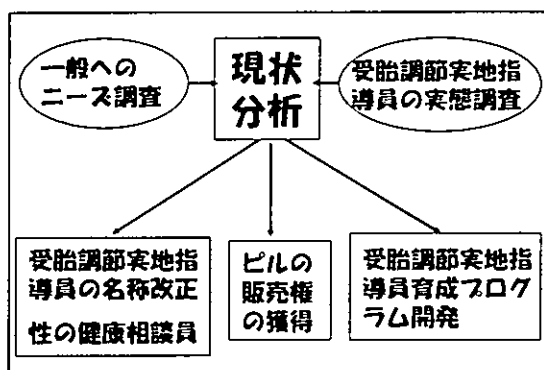 一般への
ニーズ調査
現状
分析
受胎調節実地指
導員の実態調査
受胎調節実地指
導員の名称改正
性の健康相談員
ピルの
販売権
の獲得
受胎調節実地指
導員育成プログ
ラム開発